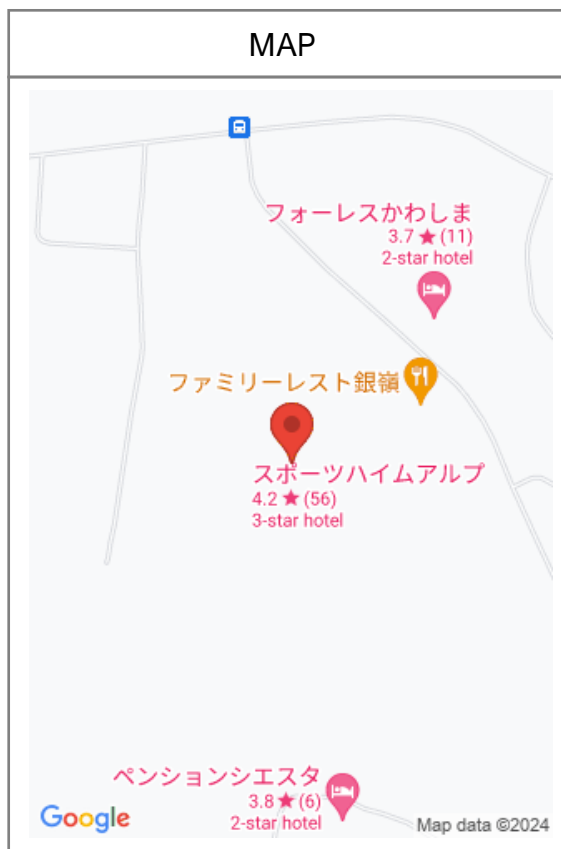 MAP
フォーレスかわしま
3.7 ★ (11)
2-star hotel
ファミリーレスト銀嶺
スポーツハイムアルプ
4.2 ★ (56)
3-star hotel
ペンションシエスタ
3.8 ★ (6)
2-star hotel
Google
Map data ©2024